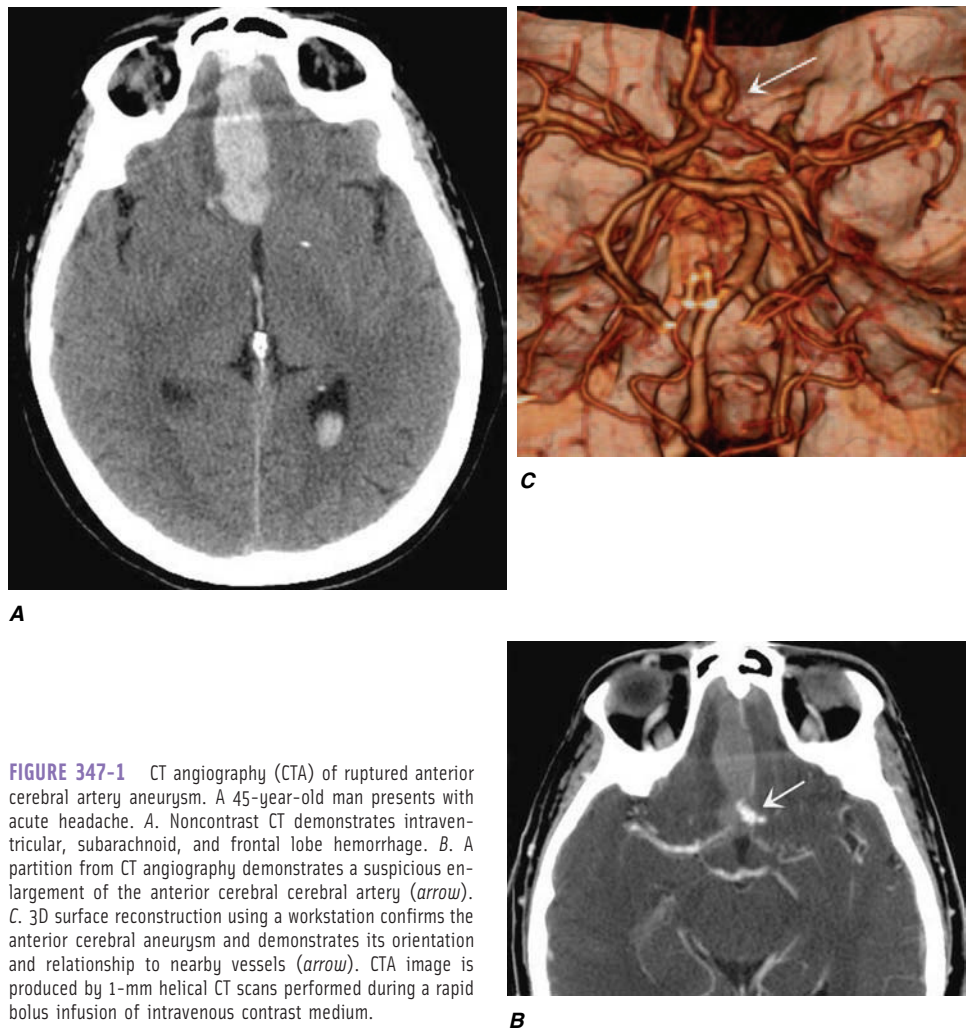 A
C
FIGURE 347-1 CT angiography (CTA) of ruptured anterior
cerebral artery aneurysm. A 45-year-old man presents with
acute headache. A. Noncontrast CT demonstrates intraven-
tricular, subarachnoid, and frontal lobe hemorrhage. B. A
partition from CT angiography demonstrates a suspicious en-
largement of the anterior cerebral cerebral artery (arrow).
C. 3D surface reconstruction using a workstation confirms the
anterior cerebral aneurysm and demonstrates its orientation
and relationship to nearby vessels (arrow). CTA image is
produced by 1-mm helical CT scans performed during a rapid
bolus infusion of intravenous contrast medium.
B